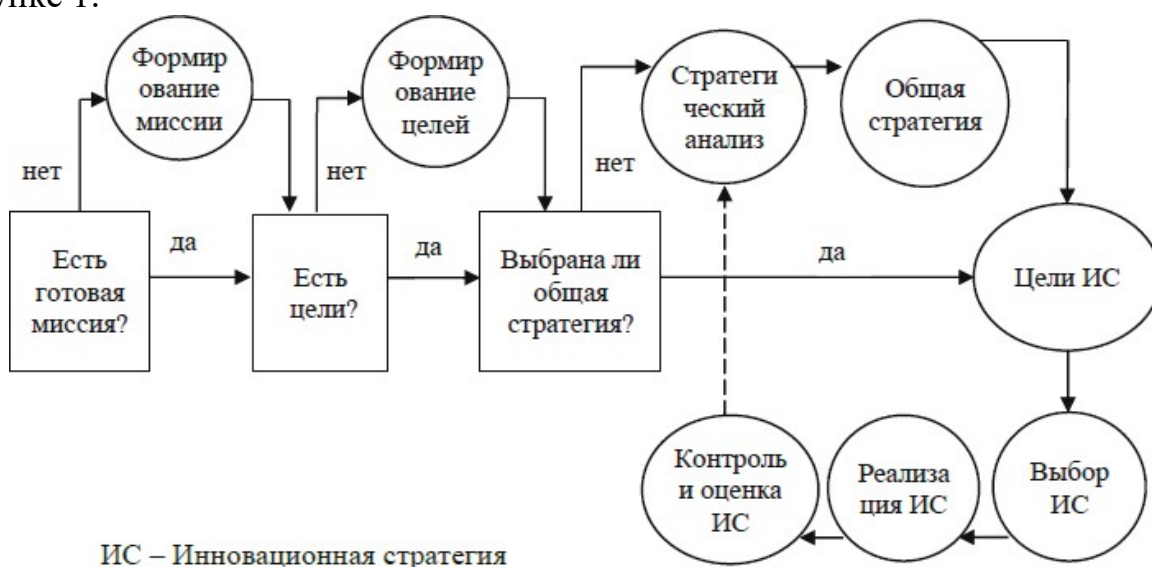 Формир
ование
миссии
Формир
ование
целей
Стратеги
ческий
анализ
Общая
стратегия
нет
нет
нет
да
да
да
Есть
готовая
миссия?
Есть
цели?
Выбрана ли
общая
стратегия?
Цели ИС
Контроль
и оценка
ИС
Реализа
ция ИС
Выбор
ИС
ИС – Инновационная стратегия